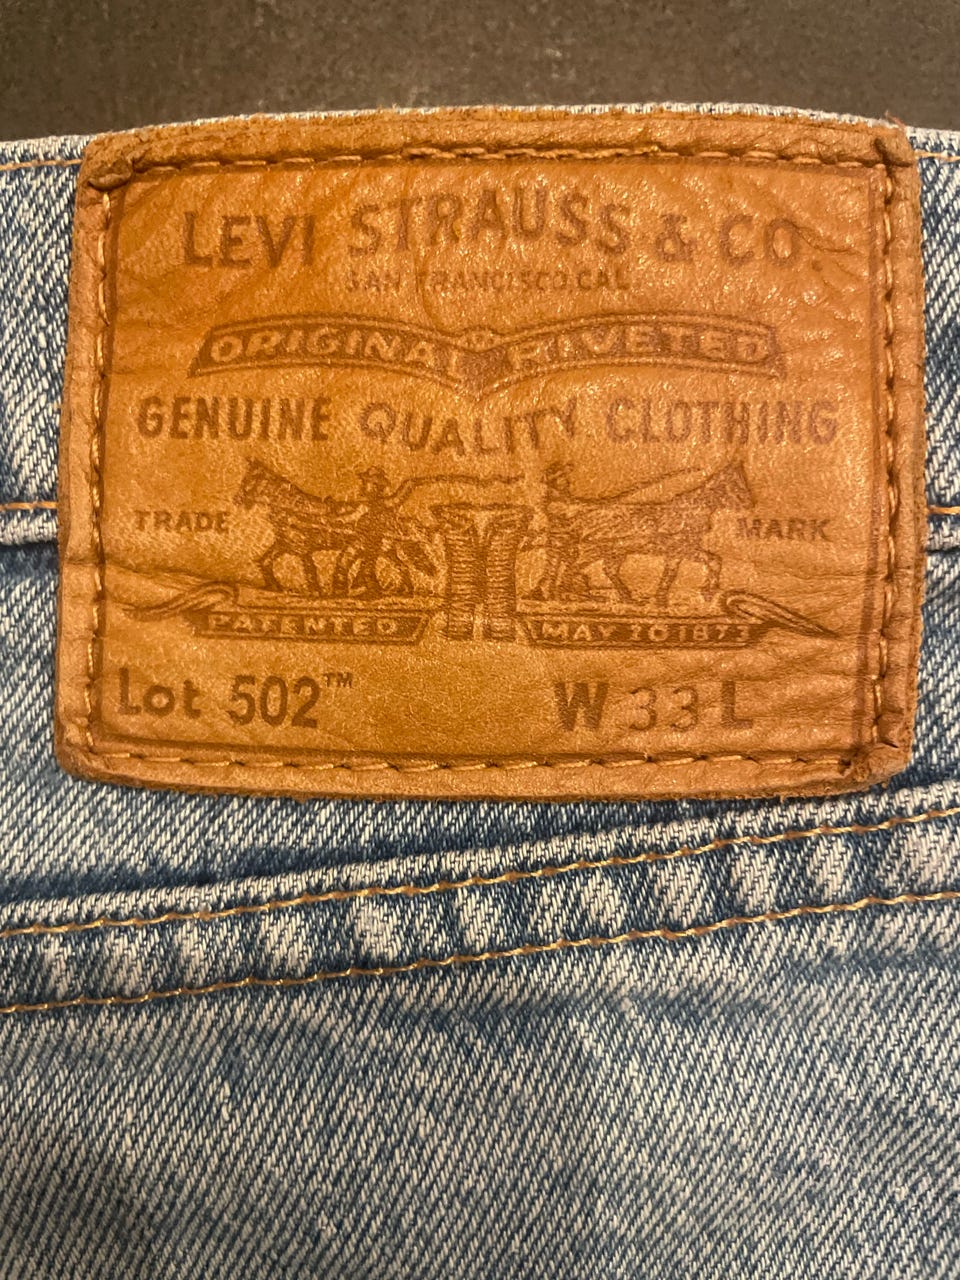 LEVI STRAUSS & CO.
SAN FRANCISCO.CAL.
ORIGINAL RIVETED
GENUINE QUALITY CLOTHING
TRADE MARK
PATENTED MAY 20 1873
Lot 502™ W 33 L